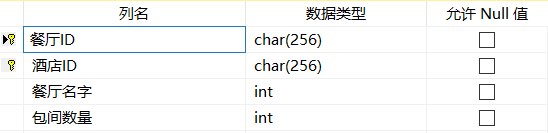 列名 数据类型 允许 Null 值
餐厅ID char(256)
酒店ID char(256)
餐厅名字 int
包间数量 int